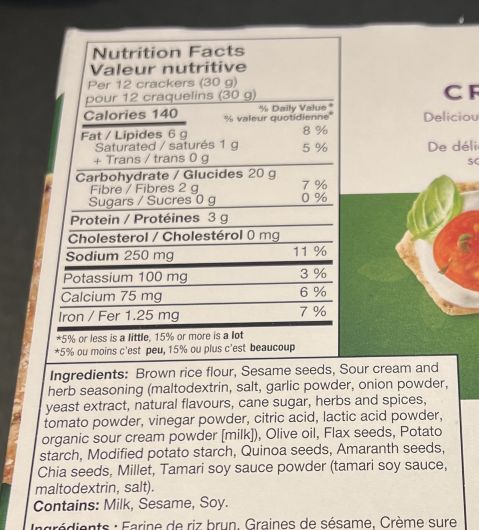 Nutrition Facts
Valeur nutritive
Per 12 crackers (30 g)
pour 12 craquelins (30 g)
Calories 140
% Daily Value*
% valeur quotidienne*
Fat / Lipides 6 g 8 %
Saturated / saturés 1 g 5 %
+ Trans / trans 0 g
Carbohydrate / Glucides 20 g
Fibre / Fibres 2 g 7 %
Sugars / Sucres 0 g 0 %
Protein / Protéines 3 g
Cholesterol / Cholestérol 0 mg
Sodium 250 mg 11 %
Potassium 100 mg 3 %
Calcium 75 mg 6 %
Iron / Fer 1.25 mg 7 %
*5% or less is a little, 15% or more is a lot
*5% ou moins c'est peu, 15% ou plus c'est beaucoup
Ingredients: Brown rice flour, Sesame seeds, Sour cream and
herb seasoning (maltodextrin, salt, garlic powder, onion powder,
yeast extract, natural flavours, cane sugar, herbs and spices,
tomato powder, vinegar powder, citric acid, lactic acid powder,
organic sour cream powder [milk]), Olive oil, Flax seeds, Potato
starch, Modified potato starch, Quinoa seeds, Amaranth seeds,
Chia seeds, Millet, Tamari soy sauce powder (tamari soy sauce,
maltodextrin, salt).
Contains: Milk, Sesame, Soy.
Ingrédients : Farine de riz brun, Graines de sésame, Crème sure
CR
Deliciou
De déli